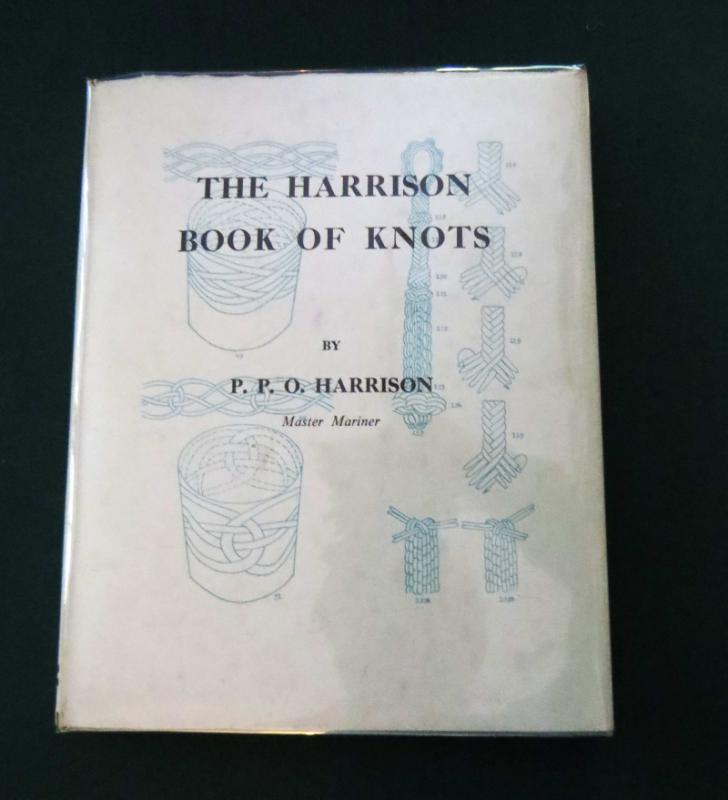 THE HARRISON
BOOK OF KNOTS
BY
P. P. O. HARRISON
Master Mariner